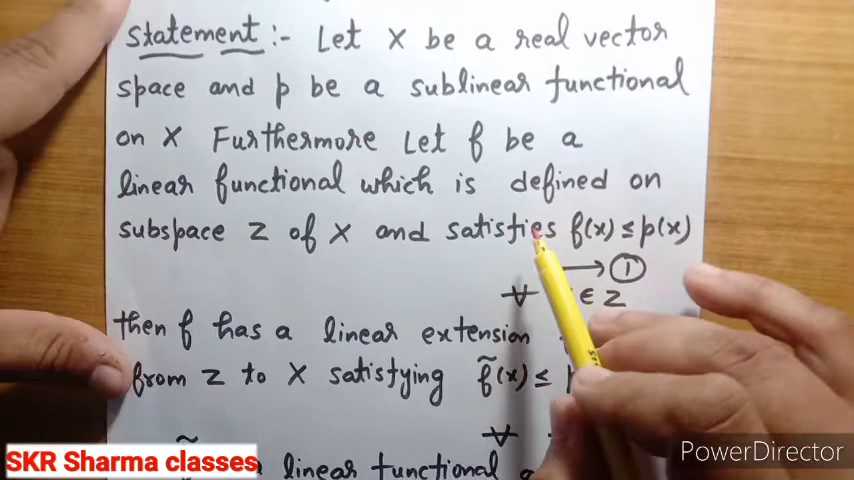 Statement :- Let X be a real vector
space and p be a sublinear functional
on X Furthermore Let f be a
linear functional which is defined on
subspace Z of X and satisfies f(x) ≤ p(x)
→ ①
∀ ∈ Z
then f has a linear extension
from Z to X satisfying f̃(x) ≤
∀
linear functional
SKR Sharma classes
PowerDirector